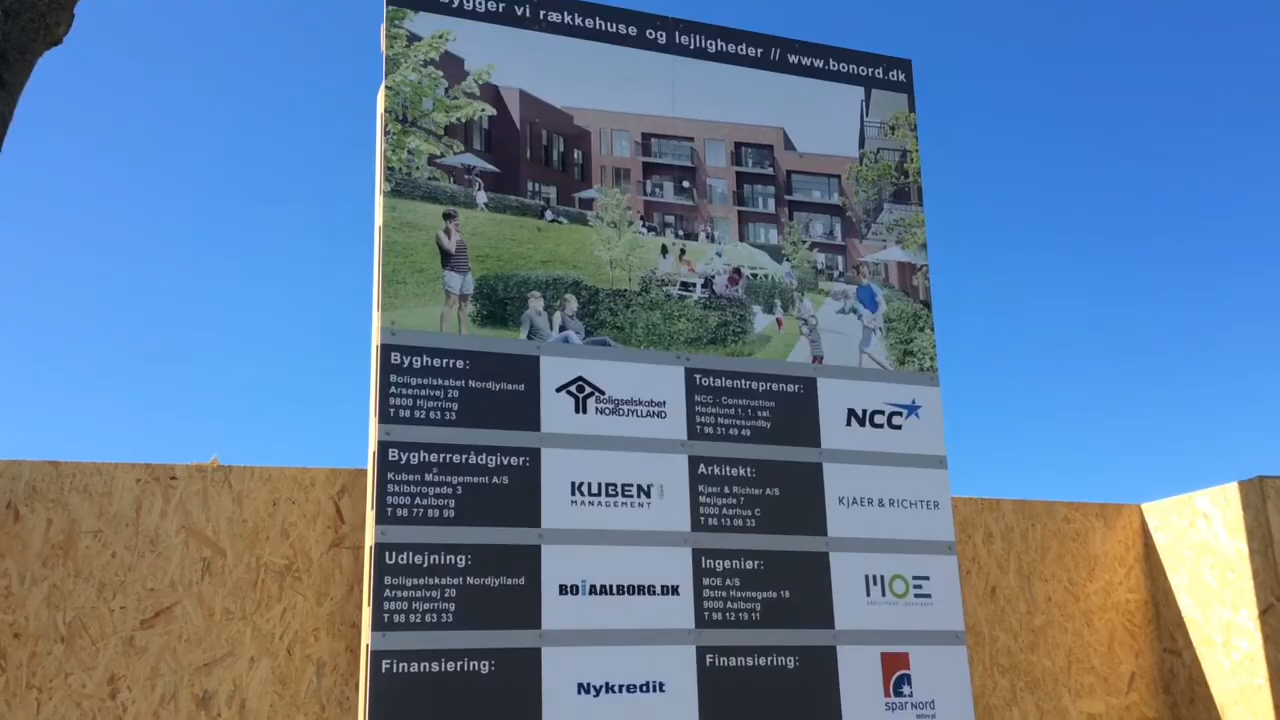 bygger vi rækkehuse og lejligheder // www.bonord.dk
Bygherre:
Boligselskabet Nordjylland
Arsenalvej 20
9800 Hjørring
T 98 92 63 33
Boligselskabet
NORDJYLLAND
Totalentreprenør:
NCC - Construction
Hedelund 1, 1. sal.
9400 Nørresundby
T 96 31 49 49
NCC
Bygherrerådgiver:
Kuben Management A/S
Skibbrogade 3
9000 Aalborg
T 98 77 89 99
KUBEN
MANAGEMENT
Arkitekt:
Kjaer & Richter A/S
Mejlgade 7
8000 Aarhus C
T 86 13 06 33
KJAER & RICHTER
Udlejning:
Boligselskabet Nordjylland
Arsenalvej 20
9800 Hjørring
T 98 92 63 33
BOiAALBORG.DK
Ingeniør:
MOE A/S
Østre Havnegade 18
9000 Aalborg
T 98 12 19 11
MOE
Finansiering:
Nykredit
Finansiering:
spar Nord